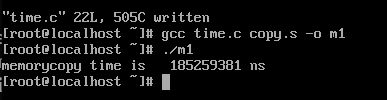 "time.c" 22L, 505C written
[root@localhost ~]# gcc time.c copy.s -o m1
[root@localhost ~]# ./m1
memorycopy time is   185259381 ns
[root@localhost ~]#